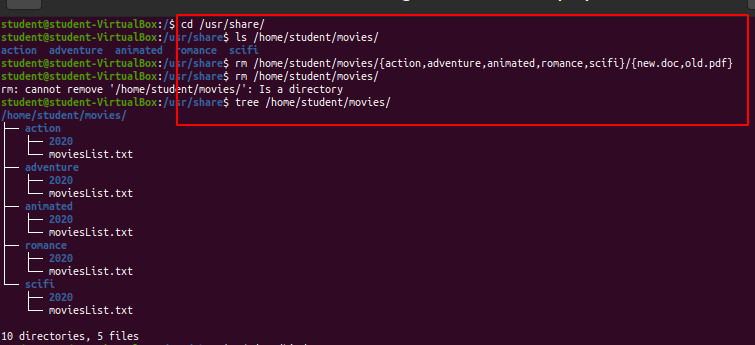 student@student-VirtualBox:/$ cd /usr/share/
student@student-VirtualBox:/usr/share$ ls /home/student/movies/
action  adventure  animated  romance  scifi
student@student-VirtualBox:/usr/share$ rm /home/student/movies/{action,adventure,animated,romance,scifi}/{new.doc,old.pdf}
student@student-VirtualBox:/usr/share$ rm /home/student/movies/
rm: cannot remove '/home/student/movies/': Is a directory
student@student-VirtualBox:/usr/share$ tree /home/student/movies/
/home/student/movies/
├── action
│   ├── 2020
│   └── moviesList.txt
├── adventure
│   ├── 2020
│   └── moviesList.txt
├── animated
│   ├── 2020
│   └── moviesList.txt
├── romance
│   ├── 2020
│   └── moviesList.txt
└── scifi
    ├── 2020
    └── moviesList.txt
10 directories, 5 files